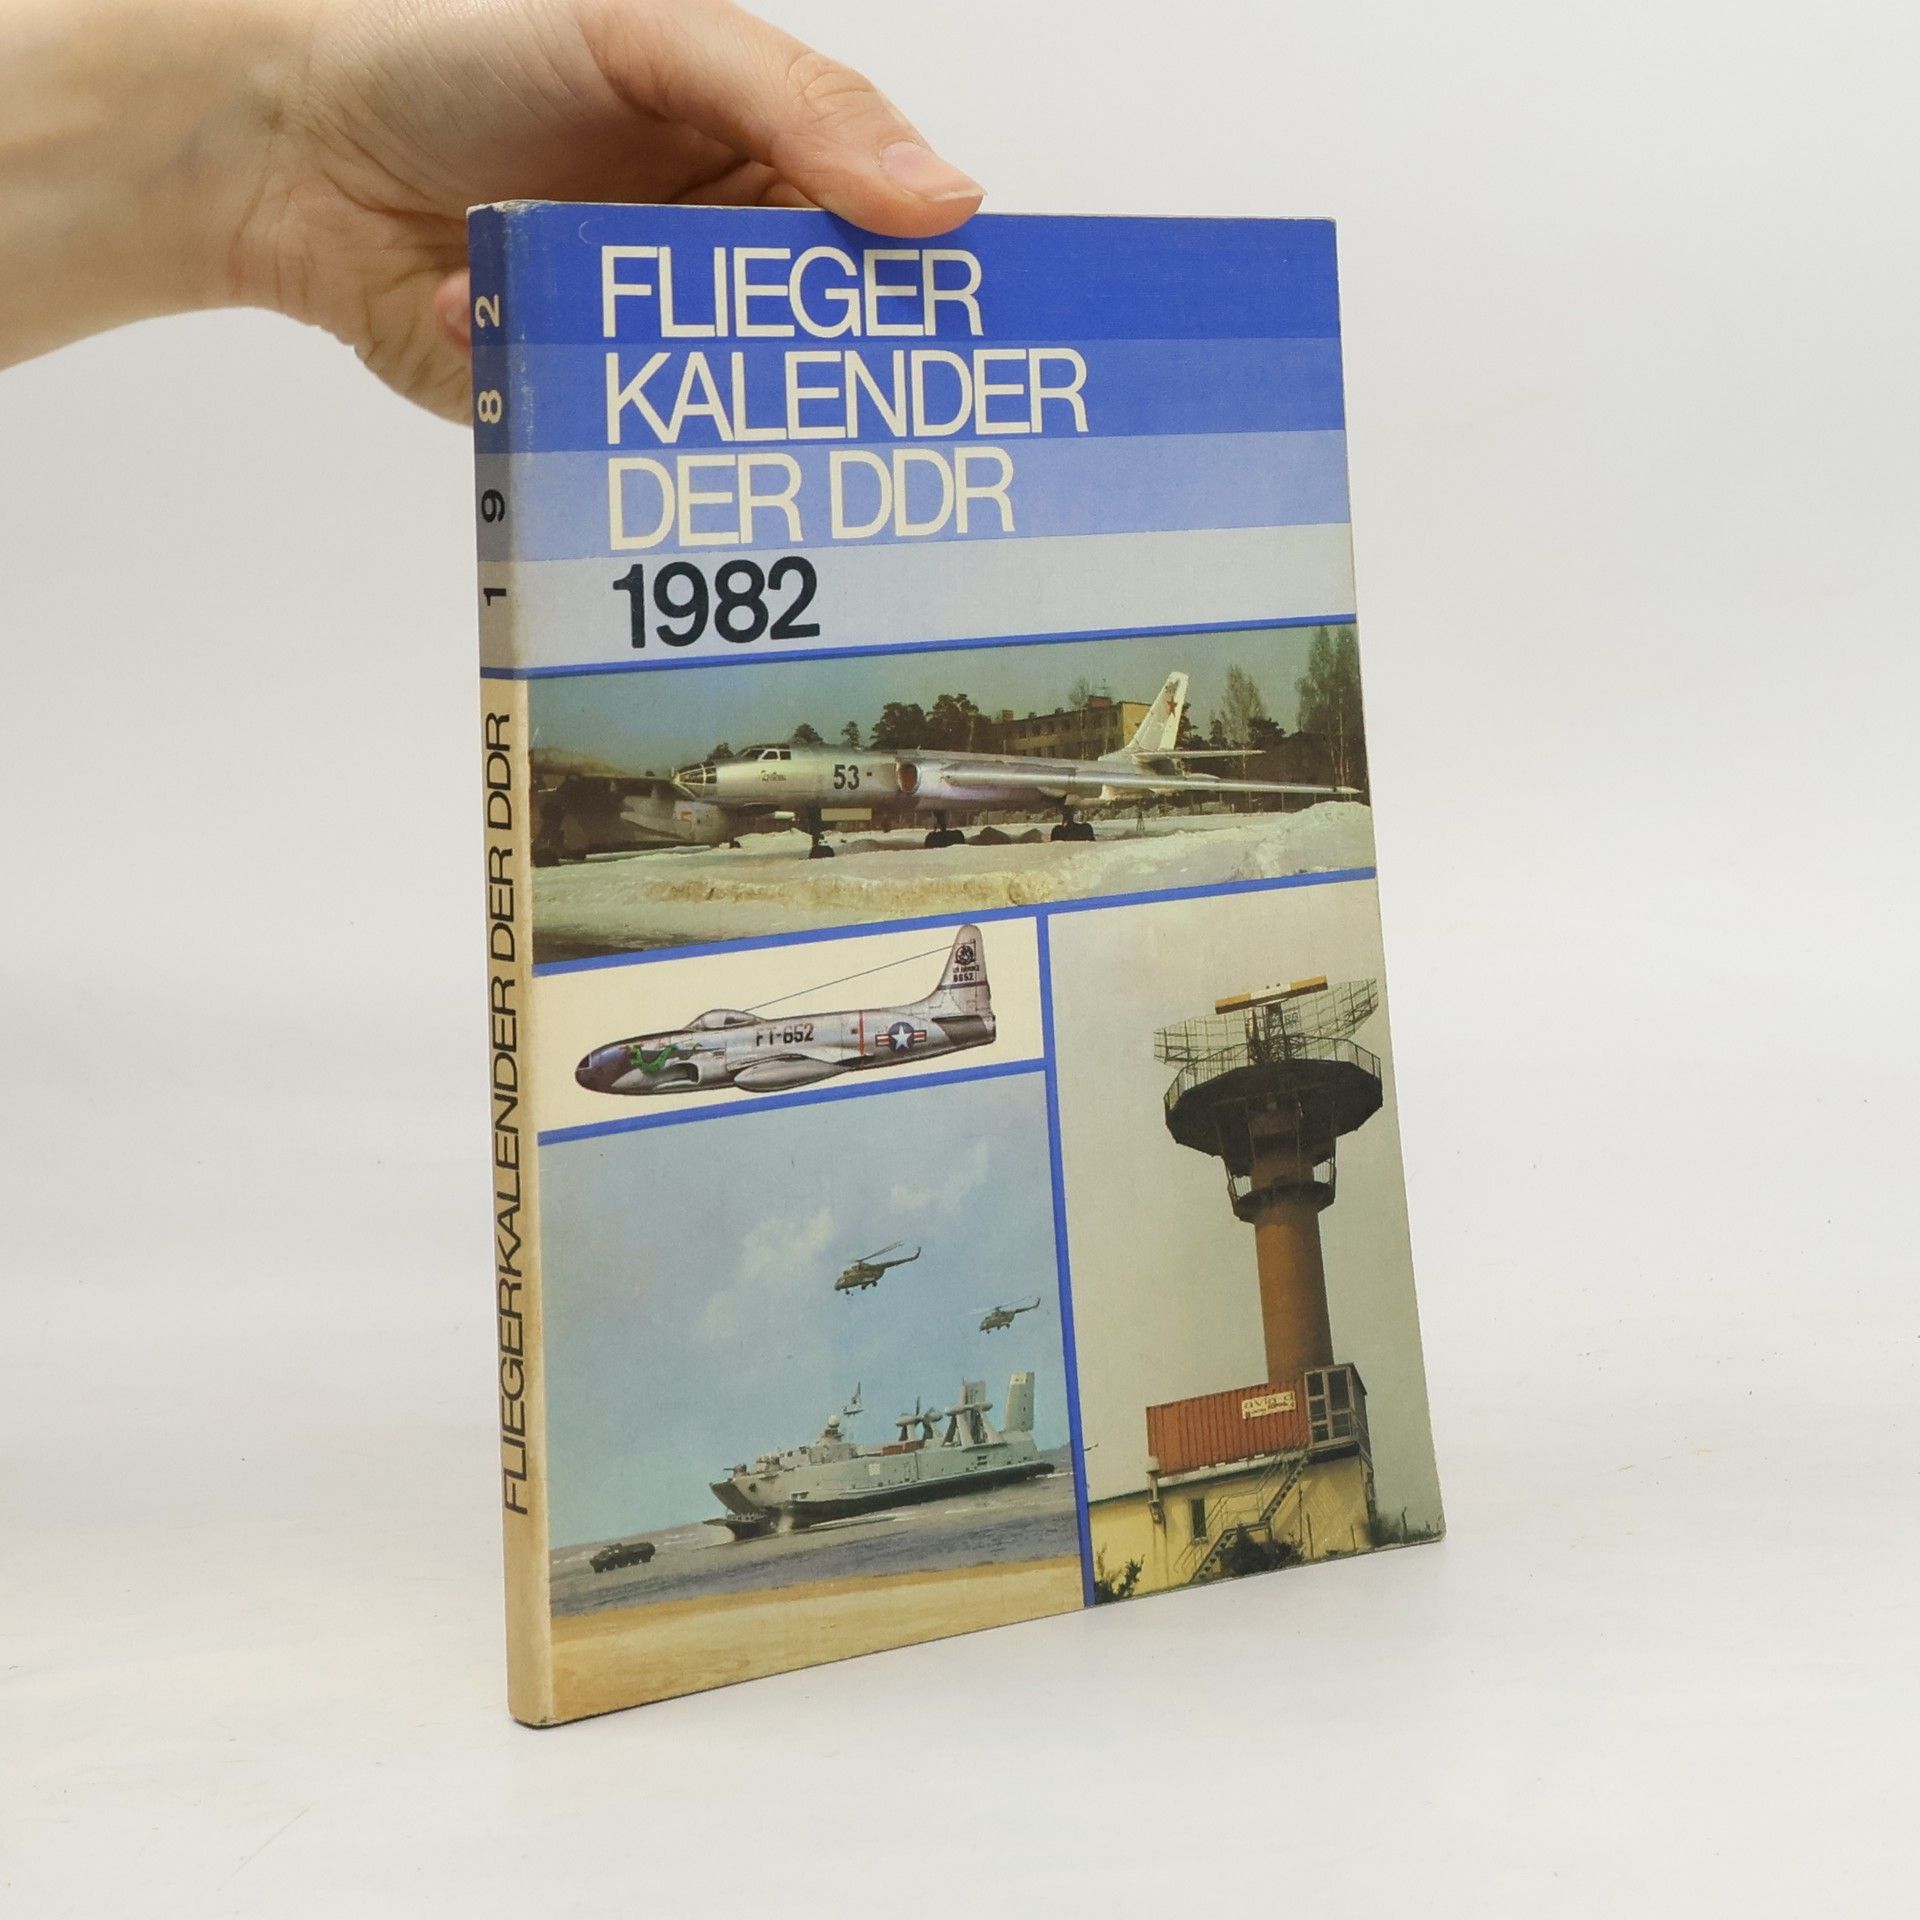 FLIEGER
KALENDER
DER DDR
1982
FLIEGERKALENDER DER DDR 1982
53
FT-652